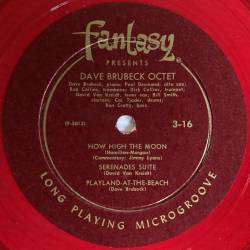 Fantasy
PRESENTS
DAVE BRUBECK OCTET
Dave Brubeck, piano; Paul Desmond, alto sax;
Bob Collins, trombone; Dick Collins, trumpet;
David Van Kreidt, tenor sax; Bill Smith,
clarinet; Cal Tjader, drums;
Ron Crotty, bass.
3-16
HOW HIGH THE MOON
(Hamilton-Morgan)
(Commentary: Jimmy Lyons)
SERENADES SUITE
(David Van Kreidt)
PLAYLAND-AT-THE-BEACH
(Dave Brubeck)
LONG PLAYING MICROGROOVE